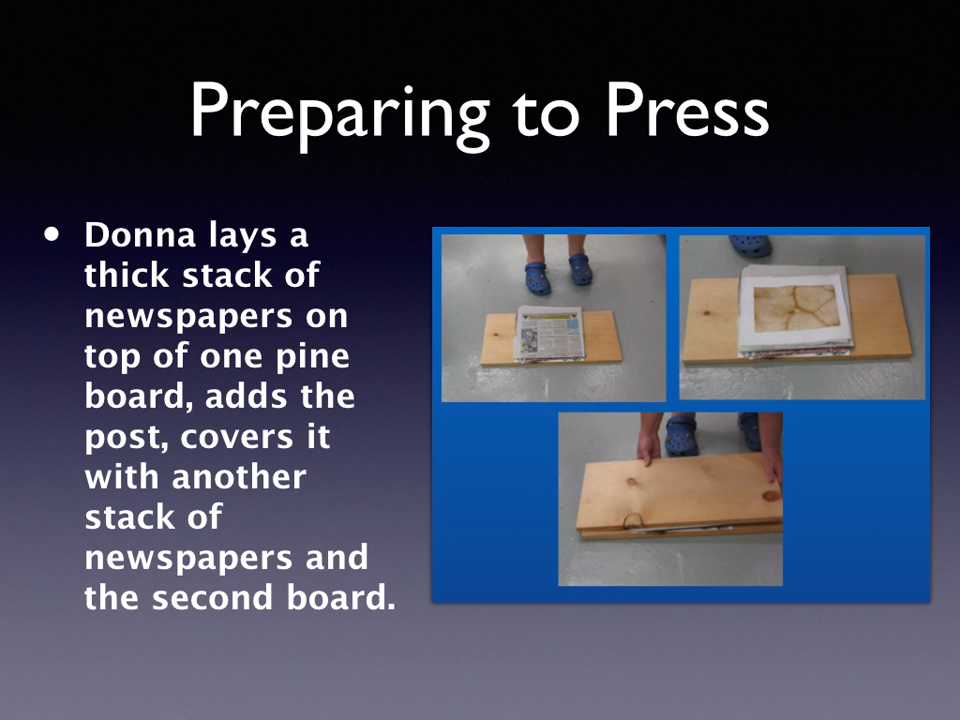 Preparing to Press
• Donna lays a
thick stack of
newspapers on
top of one pine
board, adds the
post, covers it
with another
stack of
newspapers and
the second board.